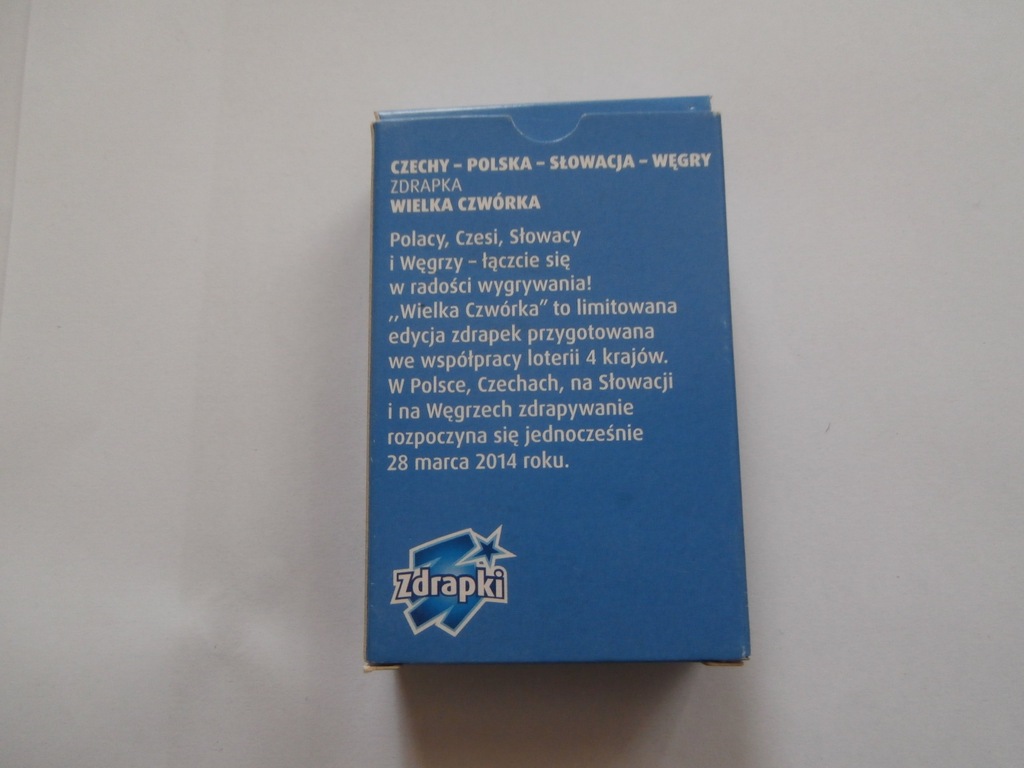 CZECHY – POLSKA – SŁOWACJA – WĘGRY
ZDRAPKA
WIELKA CZWÓRKA
Polacy, Czesi, Słowacy
i Węgrzy – łączcie się
w radości wygrywania!
,,Wielka Czwórka” to limitowana
edycja zdrapek przygotowana
we współpracy loterii 4 krajów.
W Polsce, Czechach, na Słowacji
i na Węgrzech zdrapywanie
rozpoczyna się jednocześnie
28 marca 2014 roku.
Zdrapki